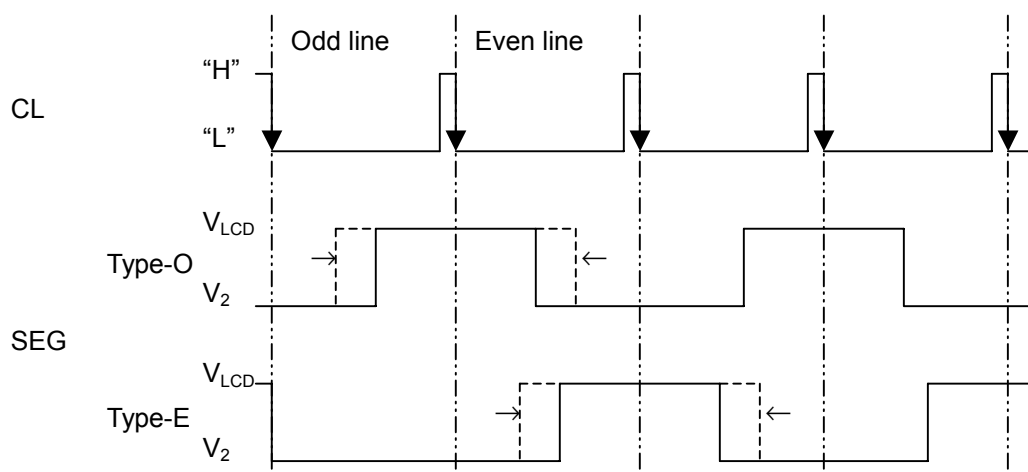 Odd line Even line
“H”
CL
“L”
VLCD
Type-O
V2
SEG
VLCD
Type-E
V2